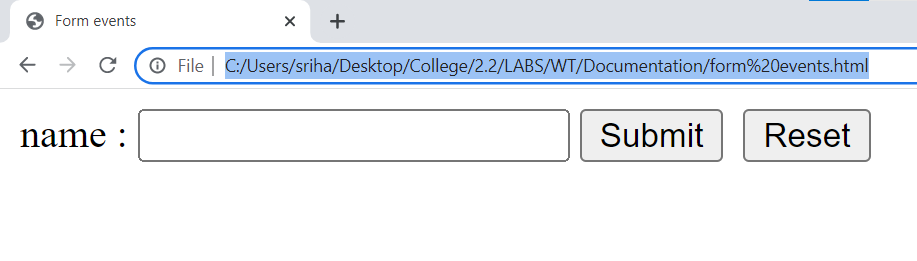 Form events
File | C:/Users/sriha/Desktop/College/2.2/LABS/WT/Documentation/form%20events.html
name : Submit Reset